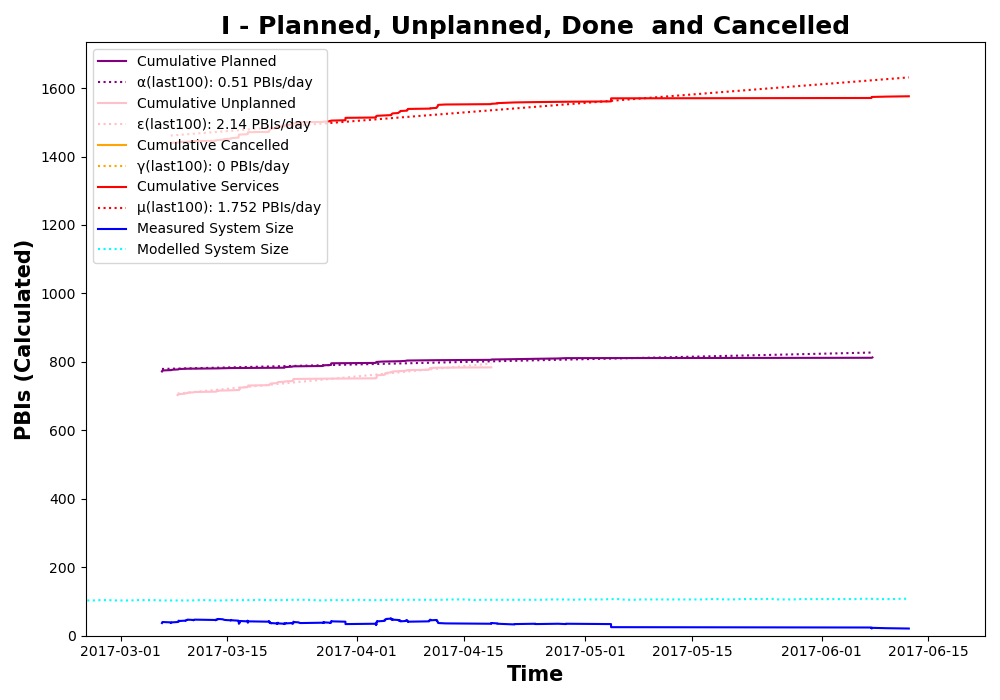 I - Planned, Unplanned, Done  and Cancelled
PBIs (Calculated)
1600
1400
1200
1000
800
600
400
200
0
Cumulative Planned
α(last100): 0.51 PBIs/day
Cumulative Unplanned
ε(last100): 2.14 PBIs/day
Cumulative Cancelled
γ(last100): 0 PBIs/day
Cumulative Services
μ(last100): 1.752 PBIs/day
Measured System Size
Modelled System Size
2017-03-01 2017-03-15 2017-04-01 2017-04-15 2017-05-01 2017-05-15 2017-06-01 2017-06-15
Time